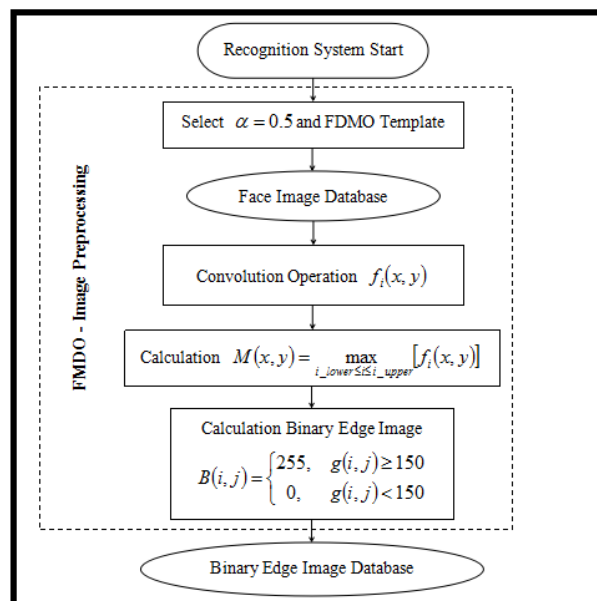 Recognition System Start
Select α = 0.5 and FDMO Template
Face Image Database
FMDO - Image Preprocessing
Convolution Operation f_i(x, y)
Calculation M(x, y) = max_{i_lower≤i≤i_upper} [f_i(x, y)]
Calculation Binary Edge Image
B(i, j) = { 255, g(i, j) ≥ 150
0, g(i, j) < 150
Binary Edge Image Database